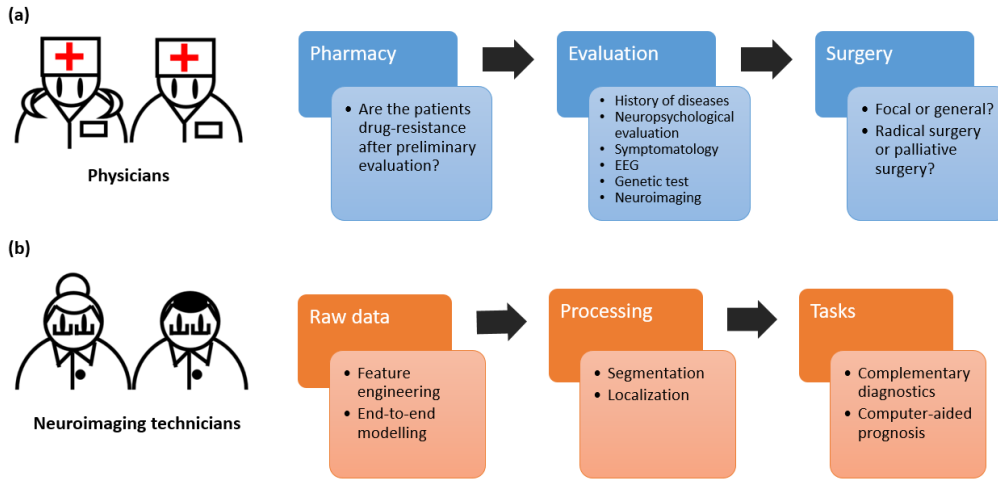 (a)
Physicians
Pharmacy
• Are the patients
drug-resistance
after preliminary
evaluation?
Evaluation
• History of diseases
• Neuropsychological
evaluation
• Symptomatology
• EEG
• Genetic test
• Neuroimaging
Surgery
• Focal or general?
• Radical surgery
or palliative
surgery?
(b)
Neuroimaging technicians
Raw data
• Feature
engineering
• End-to-end
modelling
Processing
• Segmentation
• Localization
Tasks
• Complementary
diagnostics
• Computer-aided
prognosis